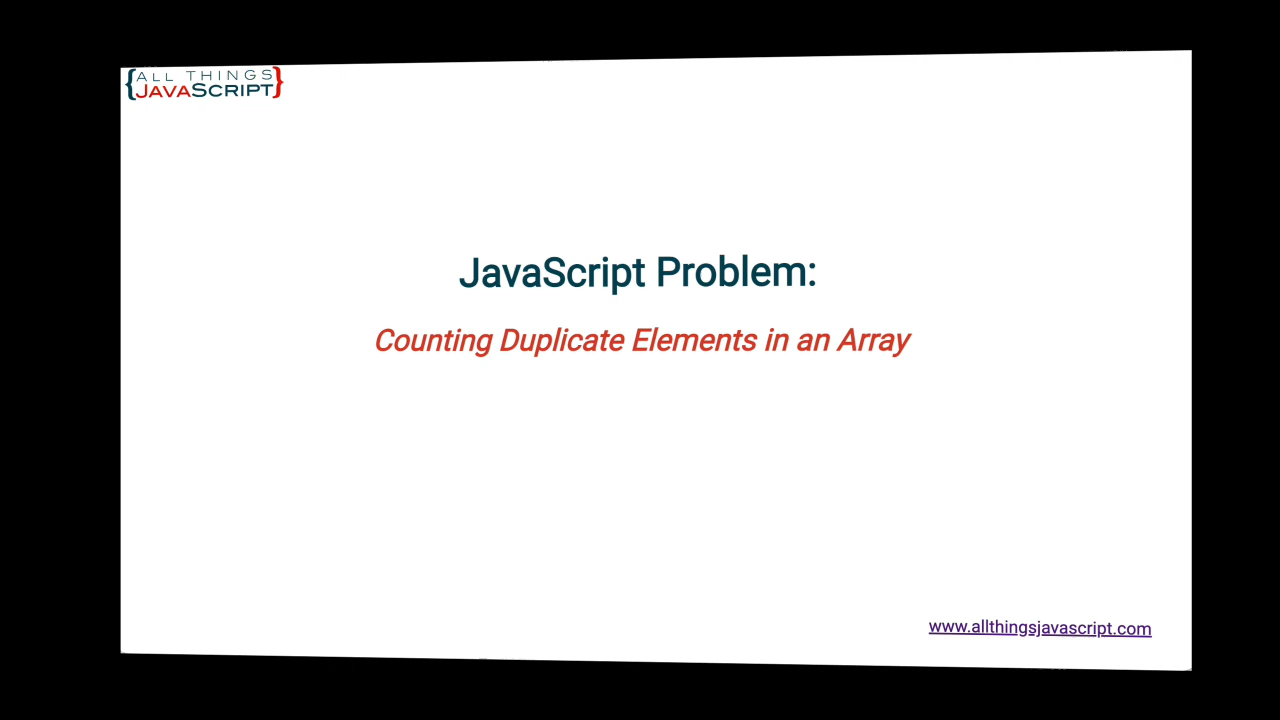 {ALL THINGS
JAVASCRIPT}
JavaScript Problem:
Counting Duplicate Elements in an Array
www.allthingsjavascript.com